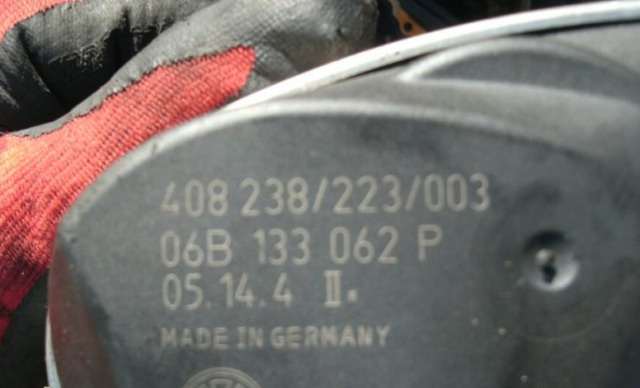 408 238/223/003
06B 133 062 P
05.14.4 II.
MADE IN GERMANY